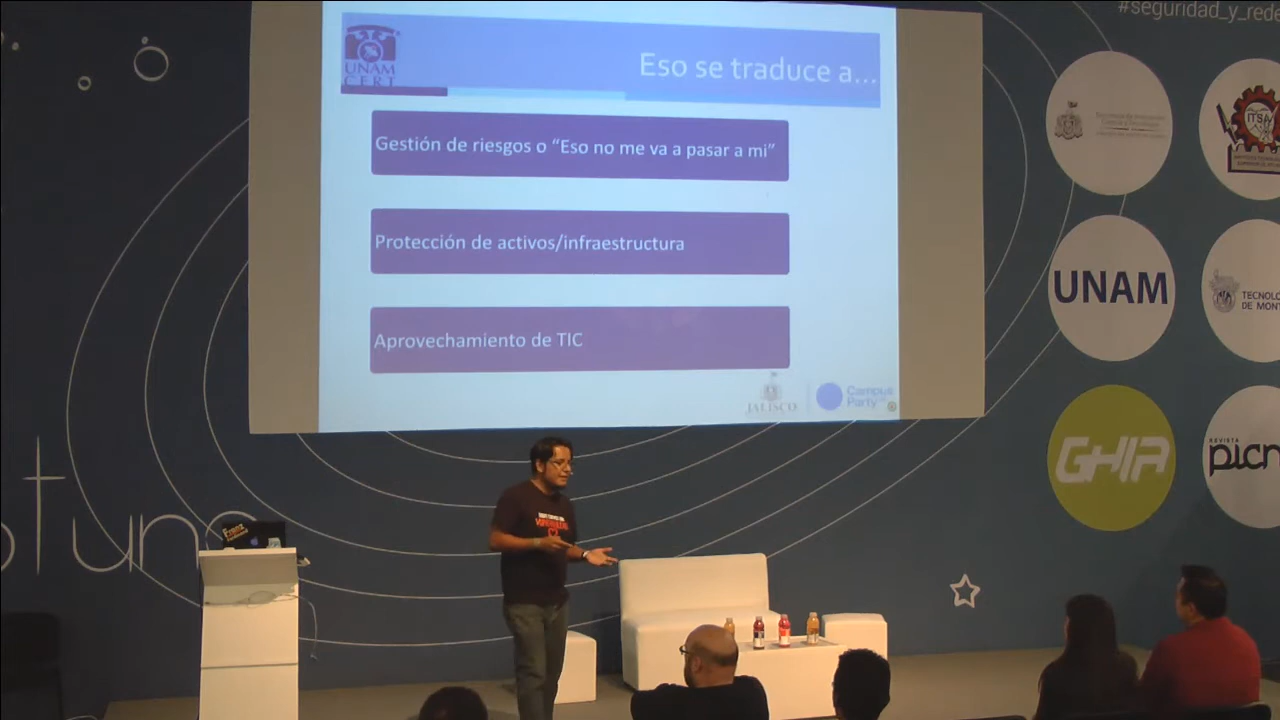 #seguridad_y_rede
UNAM
CERT
Eso se traduce a...
Gestión de riesgos o “Eso no me va a pasar a mi”
Protección de activos/infraestructura
Aprovechamiento de TIC
JALISCO
Campus
Party
ITSA
UNAM
TECNOLO
DE MONT
GHIA
REVISTA
picn
tuno